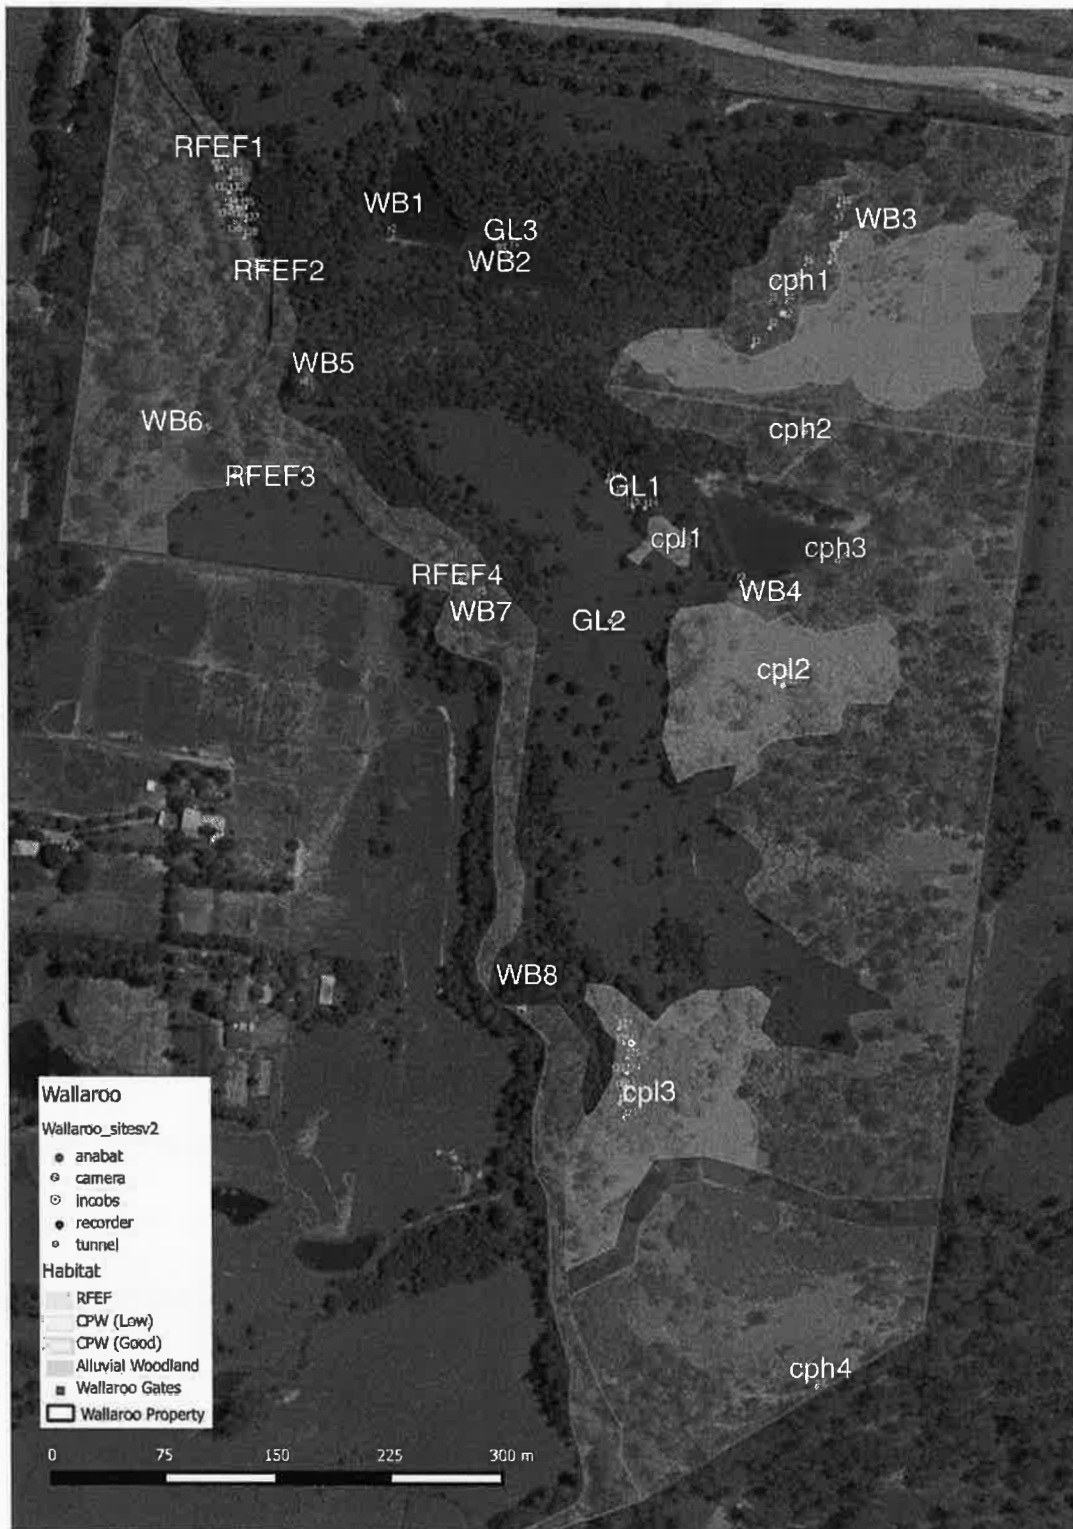 RFEF1
WB1
GL3
WB2
WB3
RFEF2
cph1
WB5
WB6
cph2
RFEF3
GL1
cpl1
cph3
RFEF4
WB4
WB7
GL2
cpl2
WB8
cpl3
cph4
Wallaroo
Wallaroo_sitesv2
anabat
camera
incobs
recorder
tunnel
Habitat
RFEF
CPW (Low)
CPW (Good)
Alluvial Woodland
Wallaroo Gates
Wallaroo Property
0 75 150 225 300 m